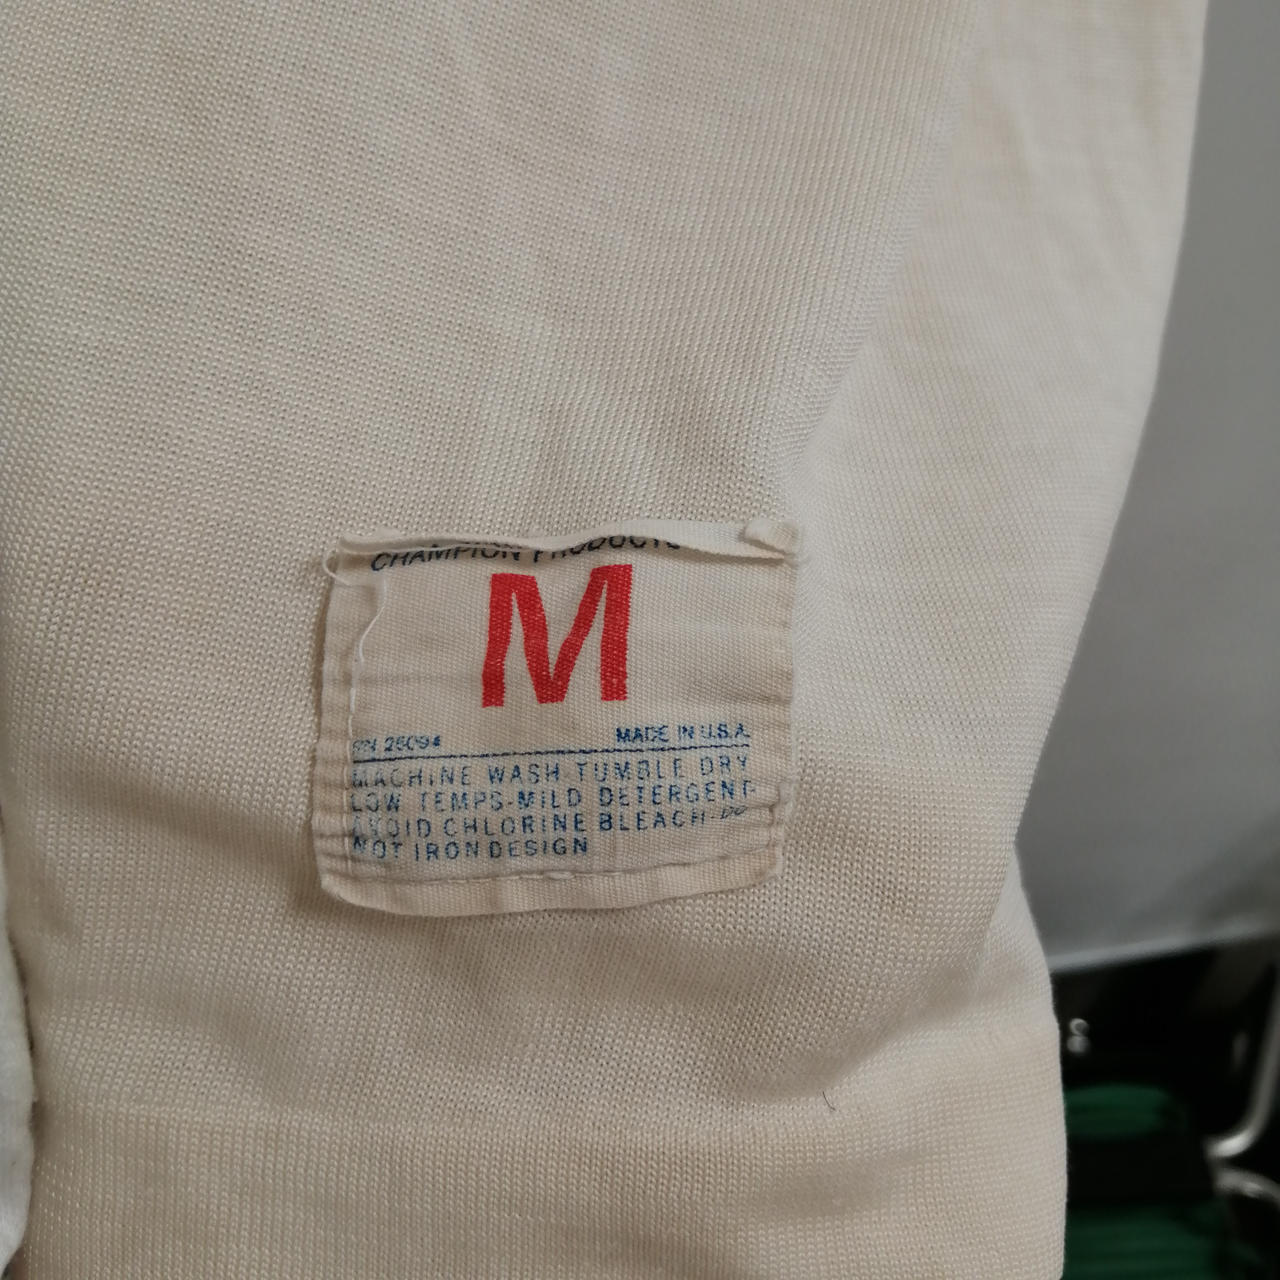 CHAMPION PRODUCTS
M
RN 26094 MADE IN U.S.A.
MACHINE WASH-TUMBLE DRY
LOW TEMPS-MILD DETERGENT-
AVOID CHLORINE BLEACH-DO
NOT IRON DESIGN